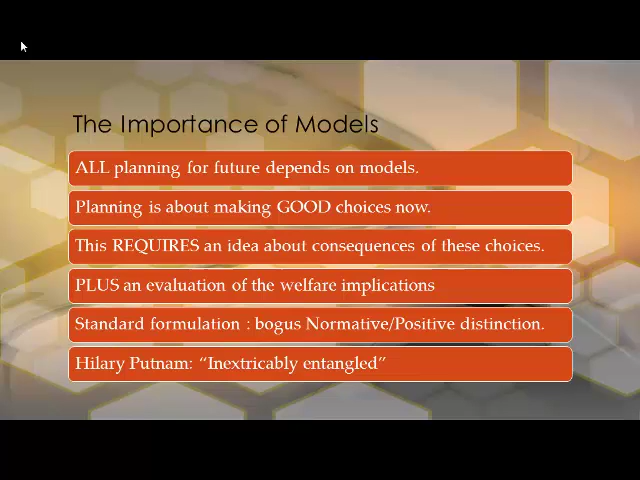 The Importance of Models
ALL planning for future depends on models.
Planning is about making GOOD choices now.
This REQUIRES an idea about consequences of these choices.
PLUS an evaluation of the welfare implications
Standard formulation : bogus Normative/Positive distinction.
Hilary Putnam: “Inextricably entangled”